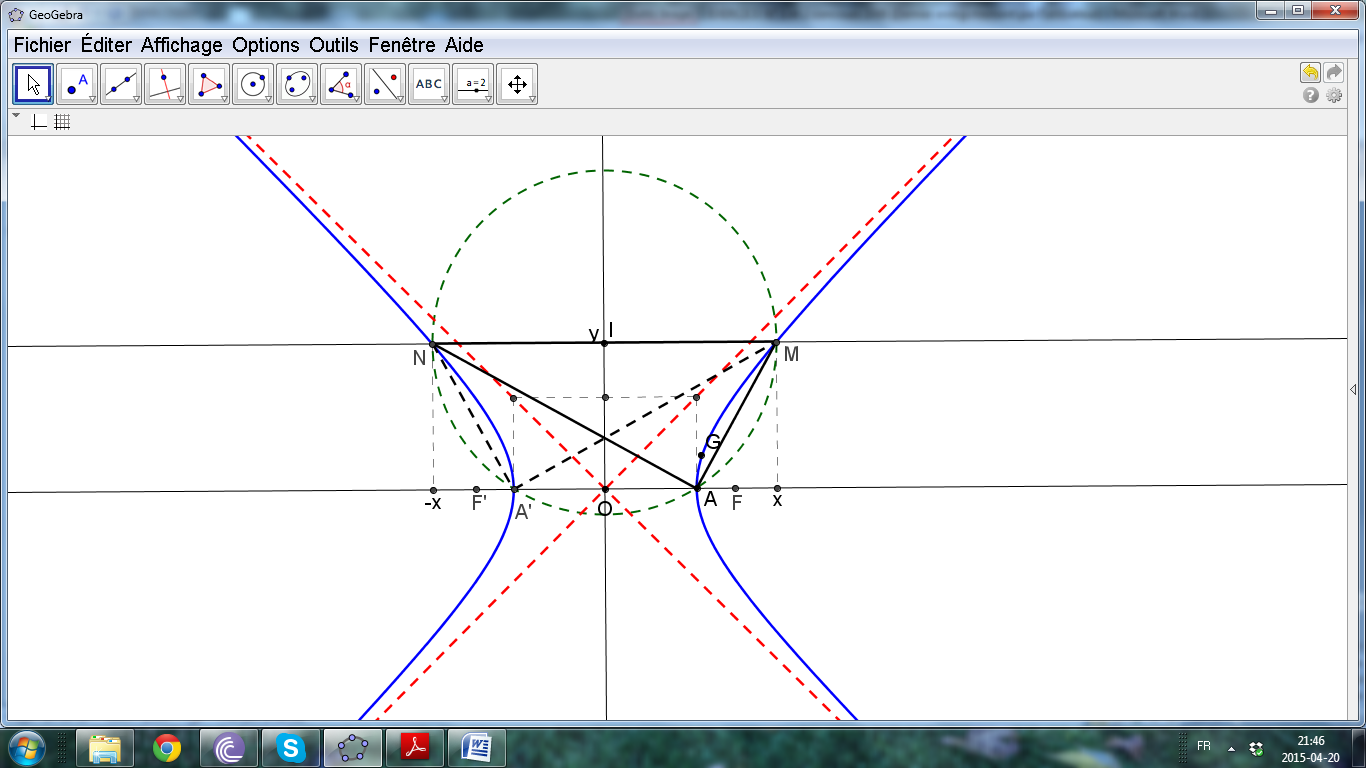 GeoGebra
Fichier Éditer Affichage Options Outils Fenêtre Aide
A α ABC a=2
y I
N M
G
-x F' A' O A F x
FR 21:46
2015-04-20